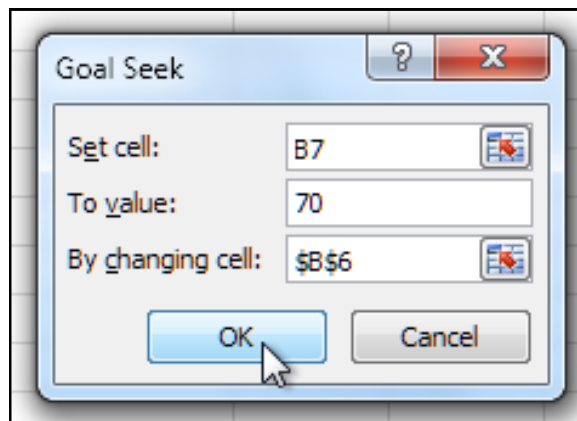 Goal Seek
?
X
Set cell: B7
To value: 70
By changing cell: $B$6
OK Cancel